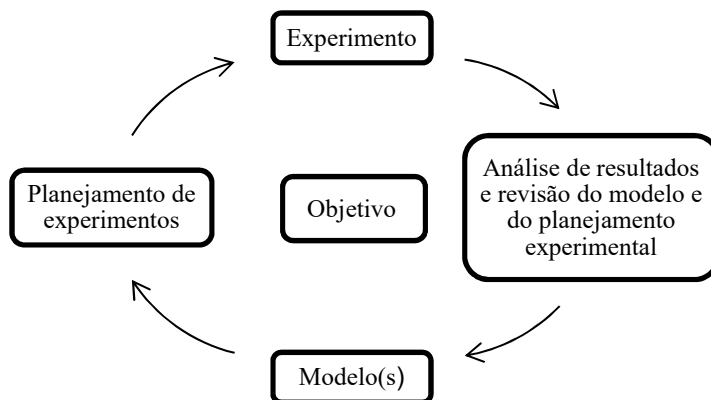 Experimento
Planejamento de
experimentos
Objetivo
Análise de resultados
e revisão do modelo e
do planejamento
experimental
Modelo(s)